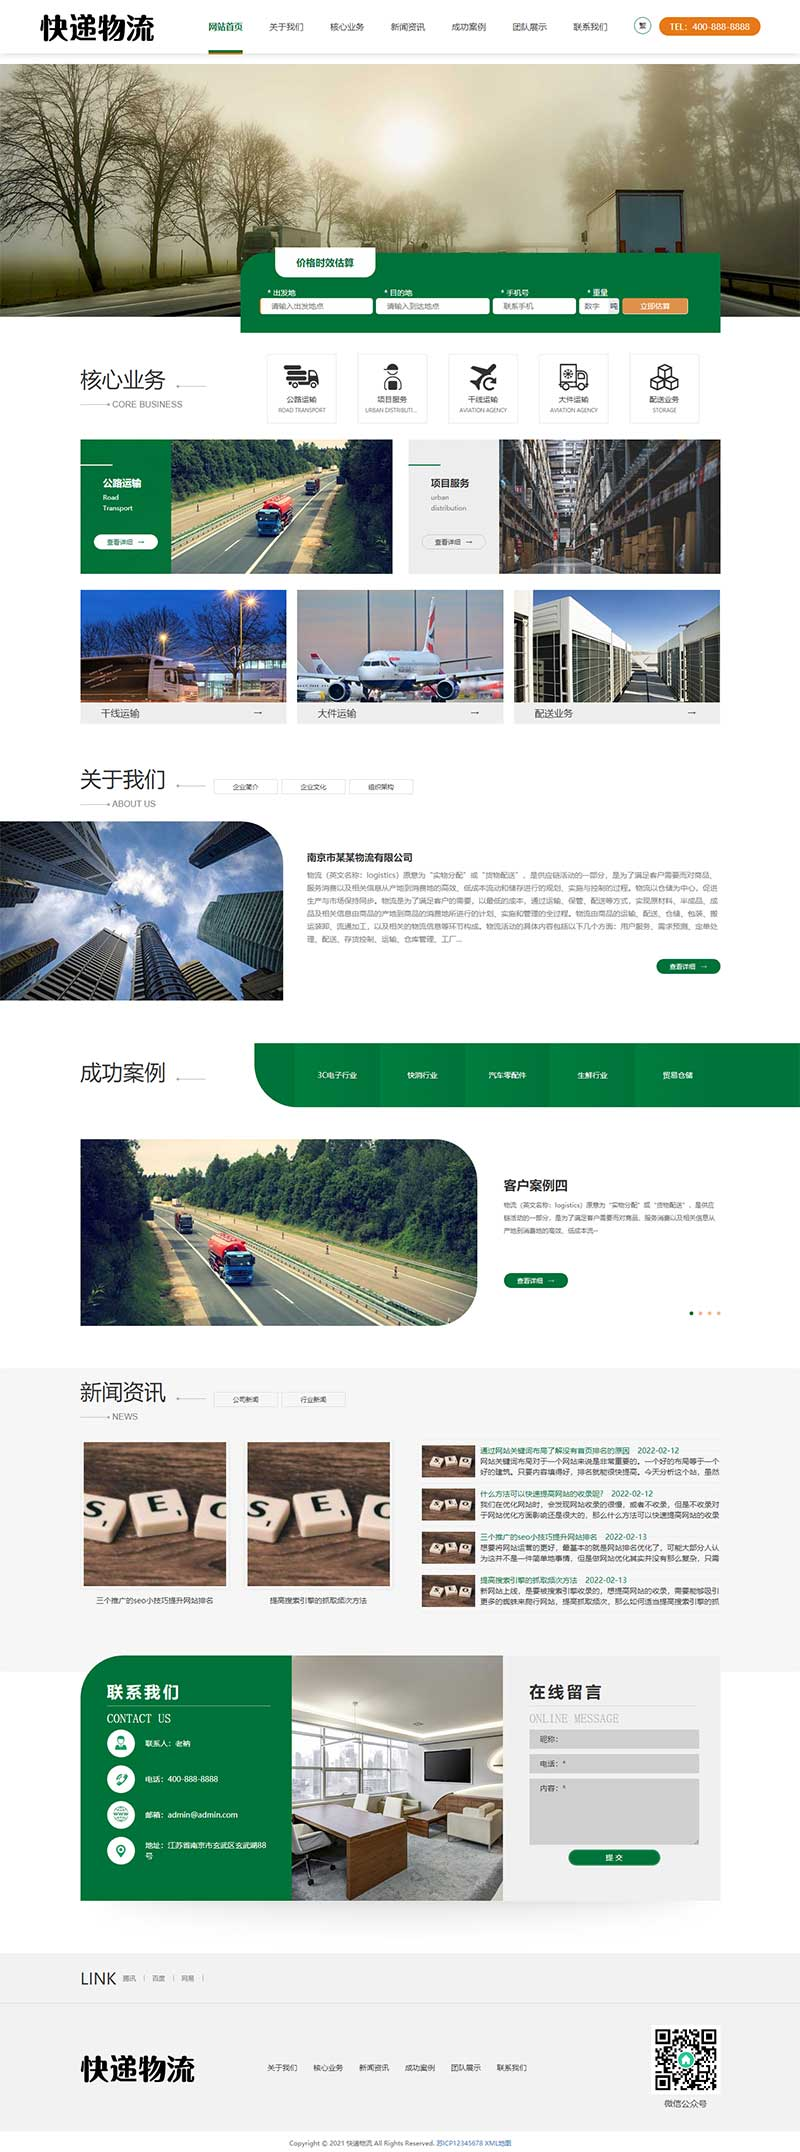 快递物流
网站首页 关于我们 核心业务 新闻资讯 成功案例 团队展示 联系我们 繁 TEL：400-888-8888
价格时效估算
* 出发地 * 目的地 * 手机号 * 重量
请输入出发地点 请输入到达地点 联系手机 数字 吨 立即估算
核心业务
CORE BUSINESS
公路运输 项目服务 干线运输 大件运输 配送业务
ROAD TRANSPORT URBAN DISTRIBUTI... AVIATION AGENCY AVIATION AGENCY STORAGE
公路运输
Road
Transport
查看详细 →
项目服务
urban
distribution
查看详细 →
干线运输 →
大件运输 →
配送业务 →
关于我们
ABOUT US
企业简介 企业文化 组织架构
南京市某某物流有限公司
物流（英文名称：logistics）原意为“实物分配”或“货物配送”，是供应链活动的一部分，是为了满足客户需要而对商品、
服务消费以及相关信息从产地到消费地的高效、低成本流动和储存进行的规划、实施与控制的过程。物流以仓储为中心，促进
生产与市场保持同步。物流是为了满足客户的需要，以最低的成本，通过运输、保管、配送等方式，实现原材料、半成品、成
品及相关信息由商品的产地到商品的消费地所进行的计划、实施和管理的全过程。物流由商品的运输、配送、仓储、包装、搬
运装卸、流通加工，以及相关的物流信息等环节构成。物流活动的具体内容包括以下几个方面：用户服务、需求预测、定单处
理、配送、存货控制、运输、仓库管理、工厂...
查看详细 →
成功案例
3C电子行业 快消行业 汽车零配件 生鲜行业 贸易仓储
客户案例四
物流（英文名称：logistics）原意为“实物分配”或“货物配送”，是供应
链活动的一部分，是为了满足客户需要而对商品、服务消费以及相关信息从
产地到消费地的高效、低成本流···
查看详细 →
新闻资讯
NEWS
公司新闻 行业新闻
SEO
三个推广的seo小技巧提升网站排名
SEO
提高搜索引擎的抓取频次方法
通过网站关键词布局了解没有首页排名的原因 2022-02-12
网站关键词布局对于一个网站来说是非常重要的。一个好的布局等于一个
好的建筑。只要内容填得好，排名就能很快提高。今天分析这个站，虽然
什么方法可以快速提高网站的收录呢？ 2022-02-12
我们在优化网站时，会发现网站收录的很慢，或者不收录，但是不收录对
于网站优化方面影响还是很大的，那么什么方法可以快速提高网站的收录
三个推广的seo小技巧提升网站排名 2022-02-13
想要将网站运营的更好，最基本的就是网站排名优化了，可能大部分人认
为这并不是一件简单地事情，但是做网站优化其实并没有那么复杂，只需
提高搜索引擎的抓取频次方法 2022-02-13
新网站上线，是要被搜索引擎收录的，想提高网站的收录，需要能够吸引
更多的蜘蛛来爬行网站，提高抓取频次，那么如何适当提高搜索引擎的抓
联系我们
CONTACT US
联系人：老衲
电话：400-888-8888
邮箱：admin@admin.com
地址：江苏省南京市玄武区玄武湖88
号
在线留言
ONLINE MESSAGE
昵称：
电话：*
内容：*
提 交
LINK 腾讯 | 百度 | 网易 |
快递物流
关于我们 核心业务 新闻资讯 成功案例 团队展示 联系我们
微信公众号
Copyright © 2021 快递物流 All Rights Reserved. 苏ICP12345678 XML地图